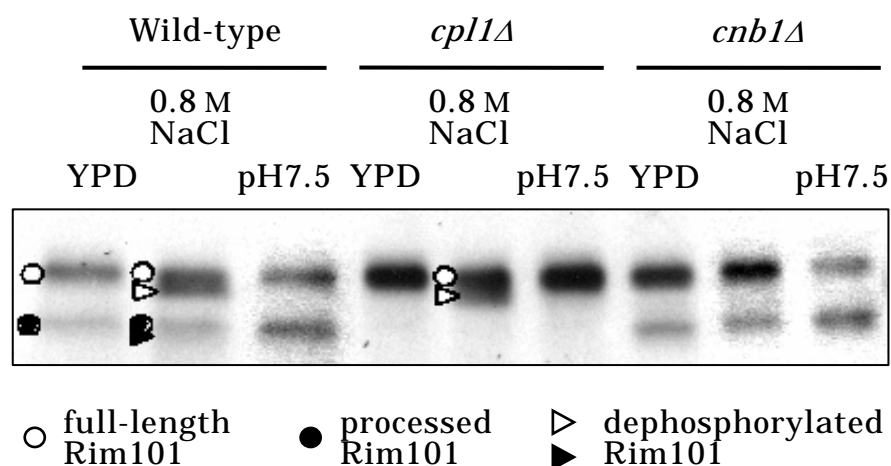 Wild-type cpl1Δ cnb1Δ
0.8 M 0.8 M 0.8 M
NaCl NaCl NaCl
YPD pH7.5 YPD pH7.5 YPD pH7.5
full-length processed dephosphorylated
Rim101 Rim101 Rim101